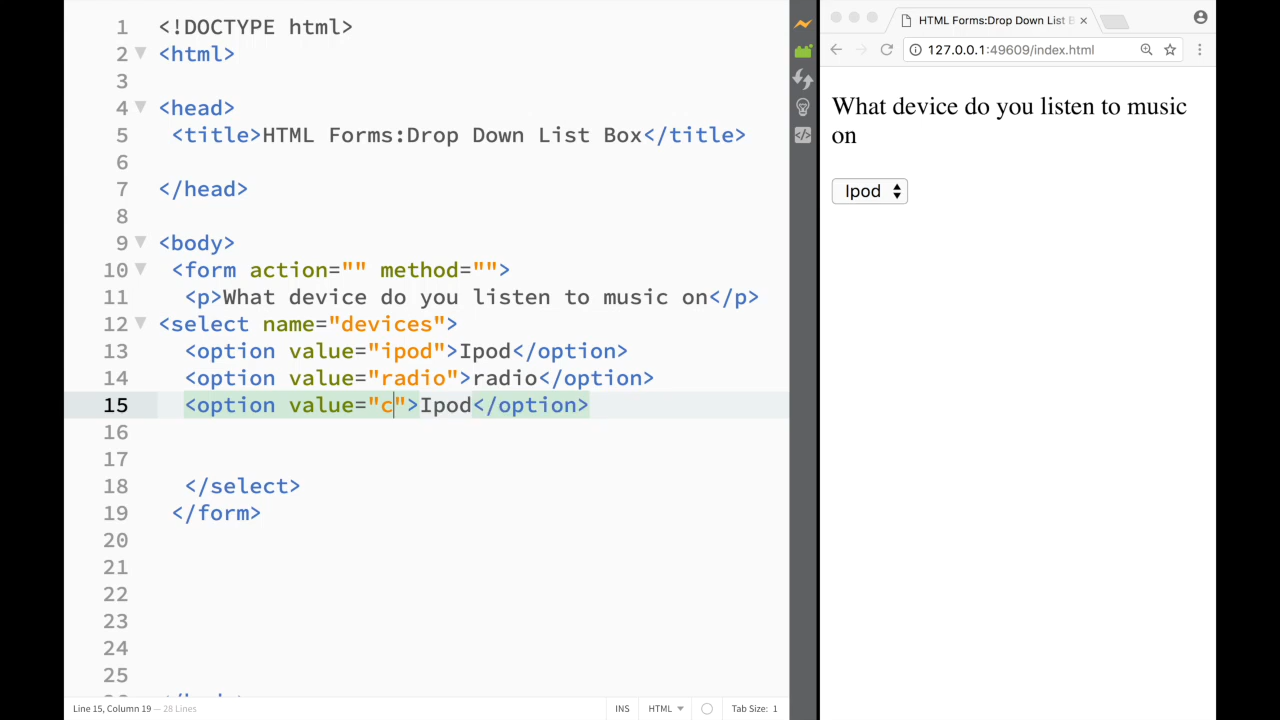 1 <!DOCTYPE html>
2 <html>
3
4 <head>
5 <title>HTML Forms:Drop Down List Box</title>
6
7 </head>
8
9 <body>
10 <form action="" method="">
11 <p>What device do you listen to music on</p>
12 <select name="devices">
13 <option value="ipod">Ipod</option>
14 <option value="radio">radio</option>
15 <option value="c">Ipod</option>
16
17
18 </select>
19 </form>
20
21
22
23
24
25
Line 15, Column 19 — 28 Lines
INS HTML Tab Size: 1
HTML Forms:Drop Down List
127.0.0.1:49609/index.html
What device do you listen to music
on
Ipod